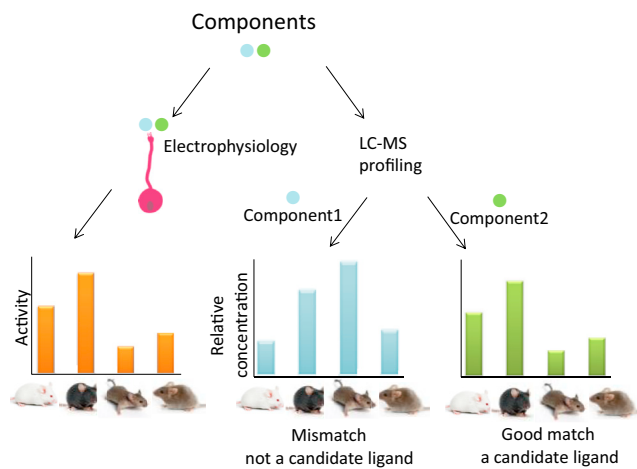 Components
Electrophysiology
LC-MS
profiling
Component1
Component2
Activity
Relative
concentration
Mismatch
not a candidate ligand
Good match
a candidate ligand